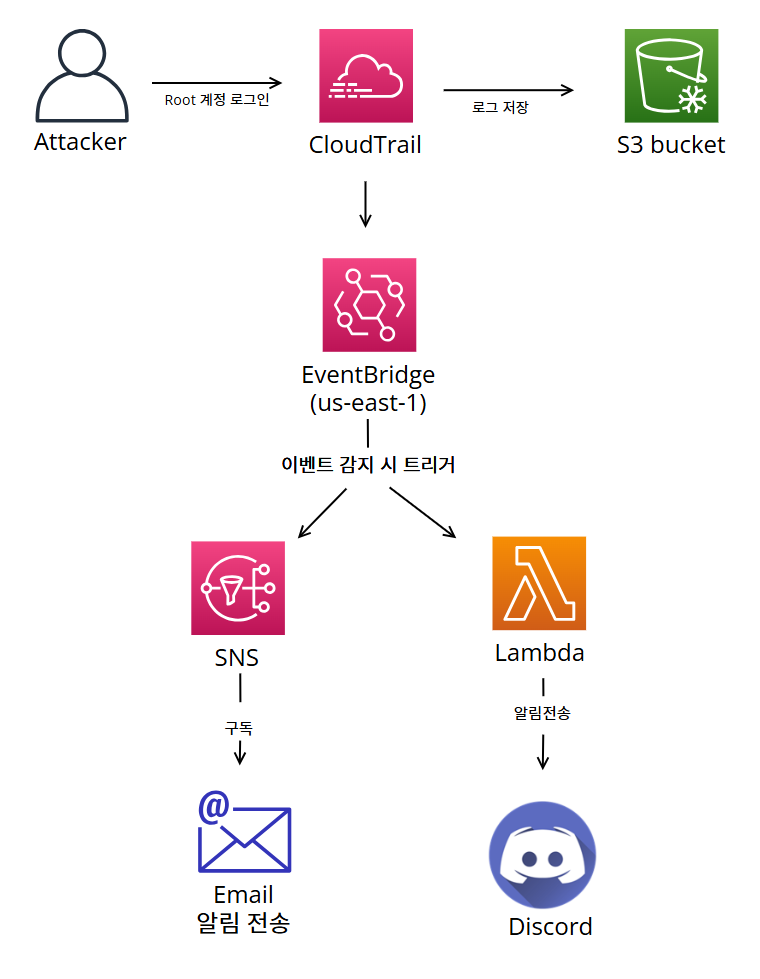 Root 계정 로그인
로그 저장
Attacker
CloudTrail
S3 bucket
EventBridge
(us-east-1)
이벤트 감지 시 트리거
SNS
Lambda
구독
알림전송
@
Email
알림 전송
Discord